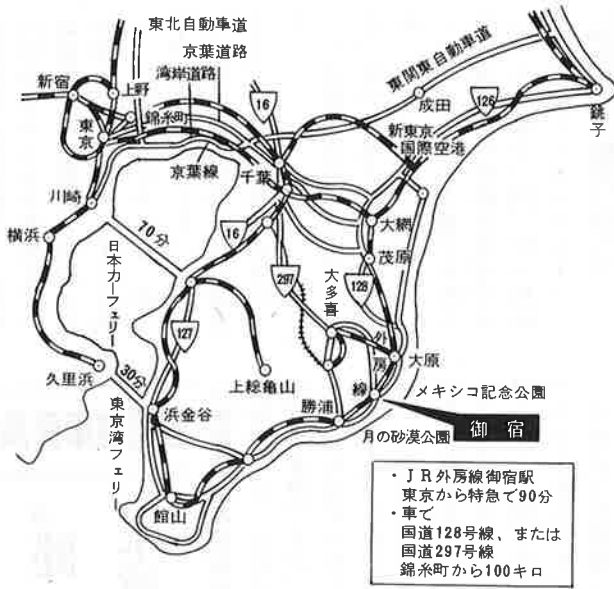 東北自動車道
京葉道路
湾岸道路
新宿
上野
錦糸町
東京
16
東関東自動車道
成田
126
銚子
新東京
国際空港
京葉線
千葉
川崎
横浜
70分
日本カーフェリー
16
大網
茂原
297
大多喜
128
127
外房線
大原
上総亀山
久里浜
30分
東京湾フェリー
浜金谷
勝浦
メキシコ記念公園
月の砂漠公園
御宿
館山
・JR外房線御宿駅
東京から特急で90分
・車で
国道128号線、または
国道297号線
錦糸町から100キロ